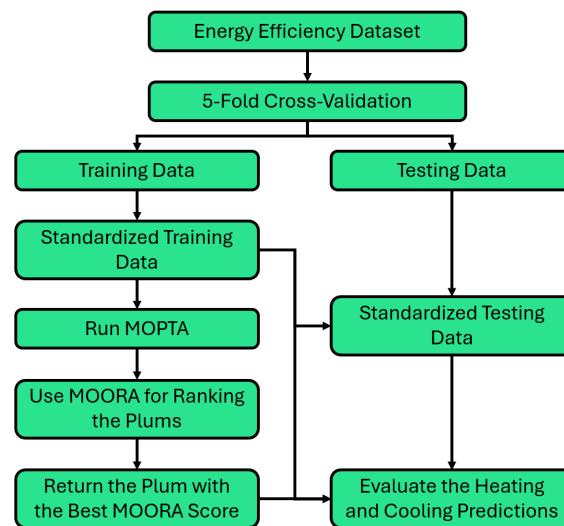 Energy Efficiency Dataset
5-Fold Cross-Validation
Training Data
Testing Data
Standardized Training
Data
Standardized Testing
Data
Run MOPTA
Use MOORA for Ranking
the Plums
Return the Plum with
the Best MOORA Score
Evaluate the Heating
and Cooling Predictions